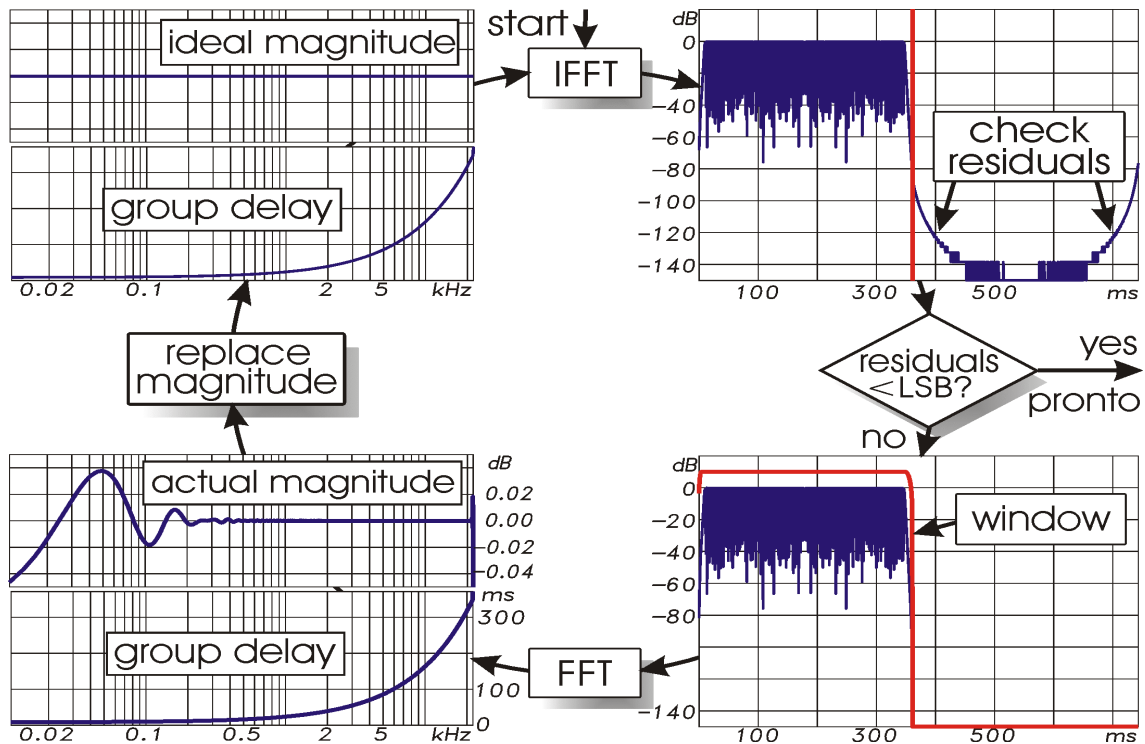 ideal magnitude
start
IFFT
dB
0
−40
−60
−80
−100
−120
−140
check
residuals
100
300
500
ms
group delay
0.02
0.1
2
5
kHz
replace
magnitude
residuals
<LSB?
yes
pronto
no
actual magnitude
dB
0.02
0.00
−0.02
−0.04
ms
300
100
0
group delay
0.02
0.1
0.5
2
5
kHz
FFT
dB
0
−20
−40
−60
−80
−140
window
100
300
500
ms